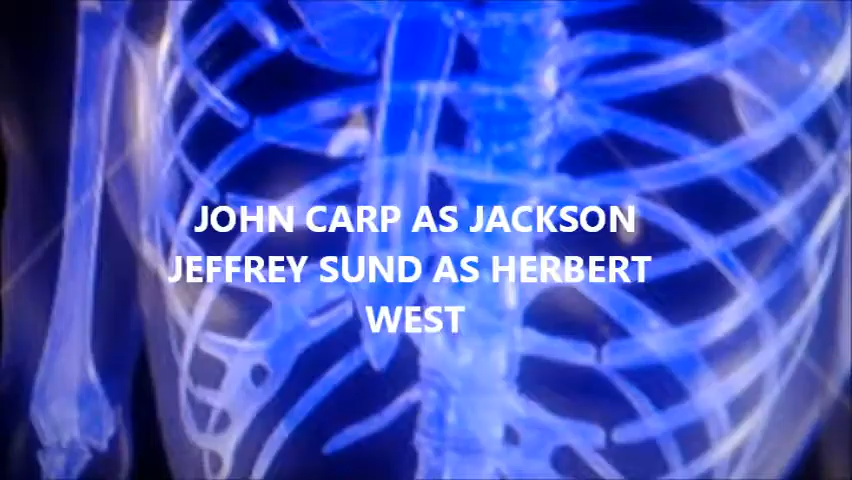 JOHN CARP AS JACKSON
JEFFREY SUND AS HERBERT
WEST